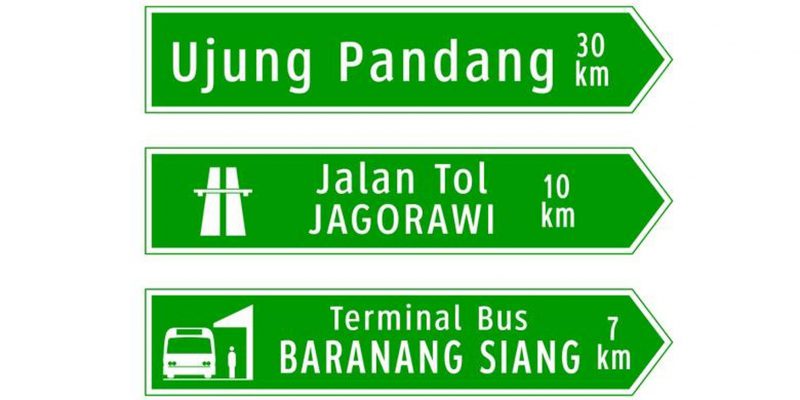 Ujung Pandang 30 km
Jalan Tol
JAGORAWI
10 km
Terminal Bus
BARANANG SIANG
7 km